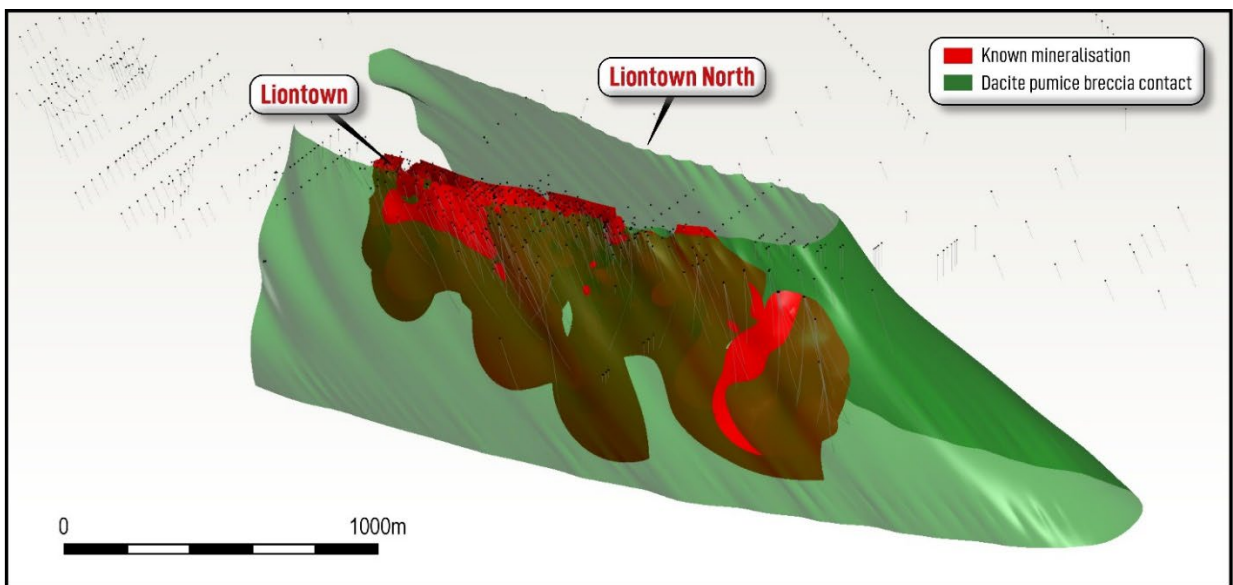 Liontown
Liontown North
Known mineralisation
Dacite pumice breccia contact
0
1000m